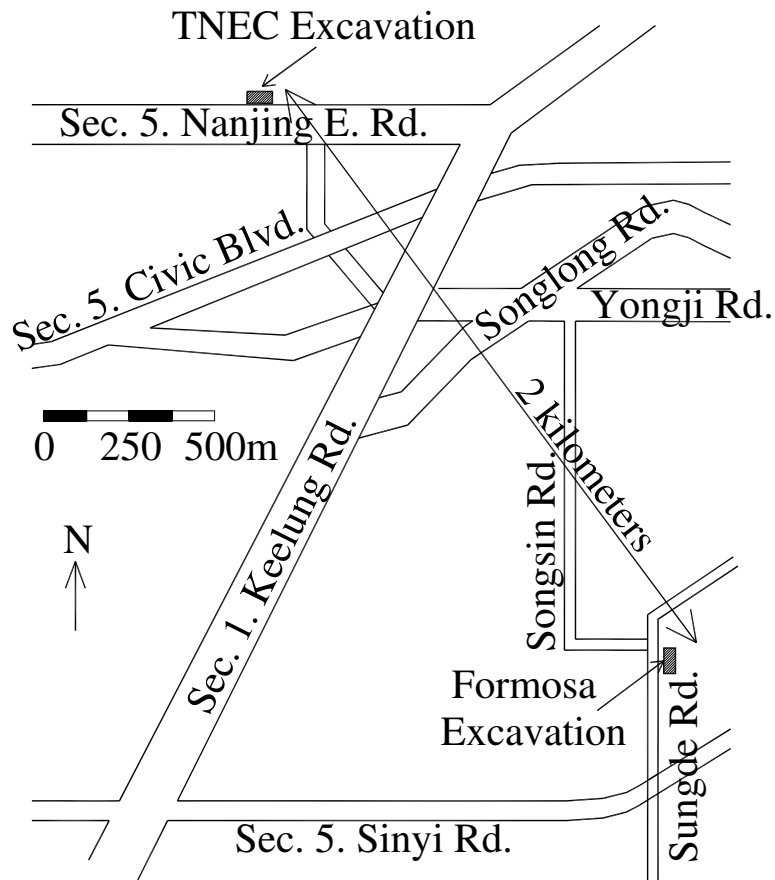 TNEC Excavation
Sec. 5. Nanjing E. Rd.
Sec. 5. Civic Blvd.
Songlong Rd.
Yongji Rd.
2 kilometers
0 250 500m
Sec. 1. Keelung Rd.
Songsin Rd.
N
Formosa
Excavation
Sungde Rd.
Sec. 5. Sinyi Rd.